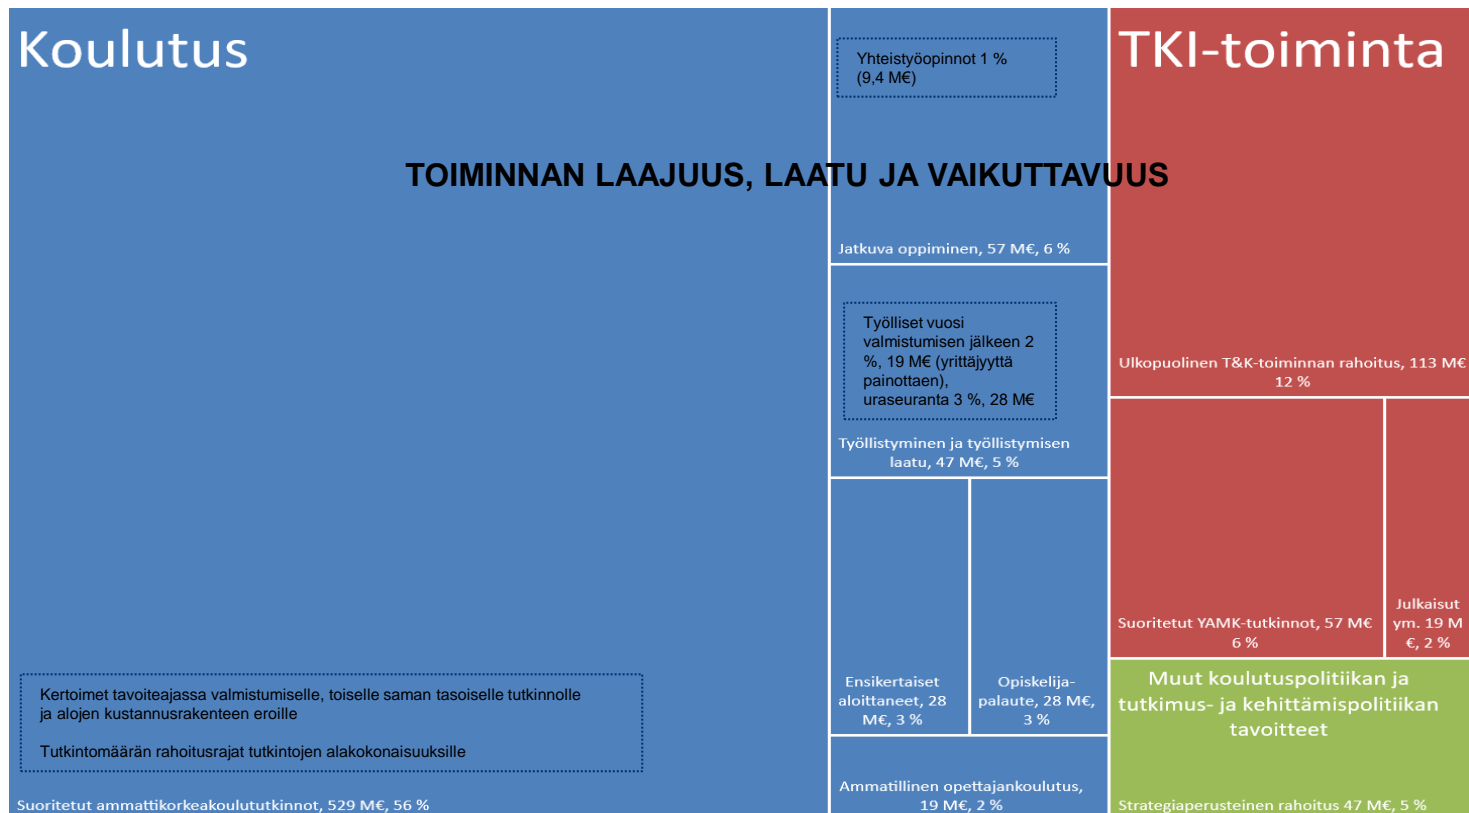 Koulutus
Yhteistyöopinnot 1 %
(9,4 M€)
TKI-toiminta
TOIMINNAN LAAJUUS, LAATU JA VAIKUTTAVUUS
Jatkuva oppiminen, 57 M€, 6 %
Työlliset vuosi
valmistumisen jälkeen 2
%, 19 M€ (yrittäjyyttä
painottaen),
uraseuranta 3 %, 28 M€
Työllistyminen ja työllistymisen
laatu, 47 M€, 5 %
Ulkopuolinen T&K-toiminnan rahoitus, 113 M€
12 %
Suoritetut YAMK-tutkinnot, 57 M€
6 %
Julkaisut
ym. 19 M
€, 2 %
Ensikertaiset
aloittaneet, 28
M€, 3 %
Opiskelija-
palaute, 28 M€,
3 %
Kertoimet tavoiteajassa valmistumiselle, toiselle saman tasoiselle tutkinnolle
ja alojen kustannusrakenteen eroille
Tutkintomäärän rahoitusrajat tutkintojen alakokonaisuuksille
Suoritetut ammattikorkeakoulututkinnot, 529 M€, 56 %
Ammatillinen opettajankoulutus,
19 M€, 2 %
Muut koulutuspolitiikan ja
tutkimus- ja kehittämispolitiikan
tavoitteet
Strategiaperusteinen rahoitus 47 M€, 5 %